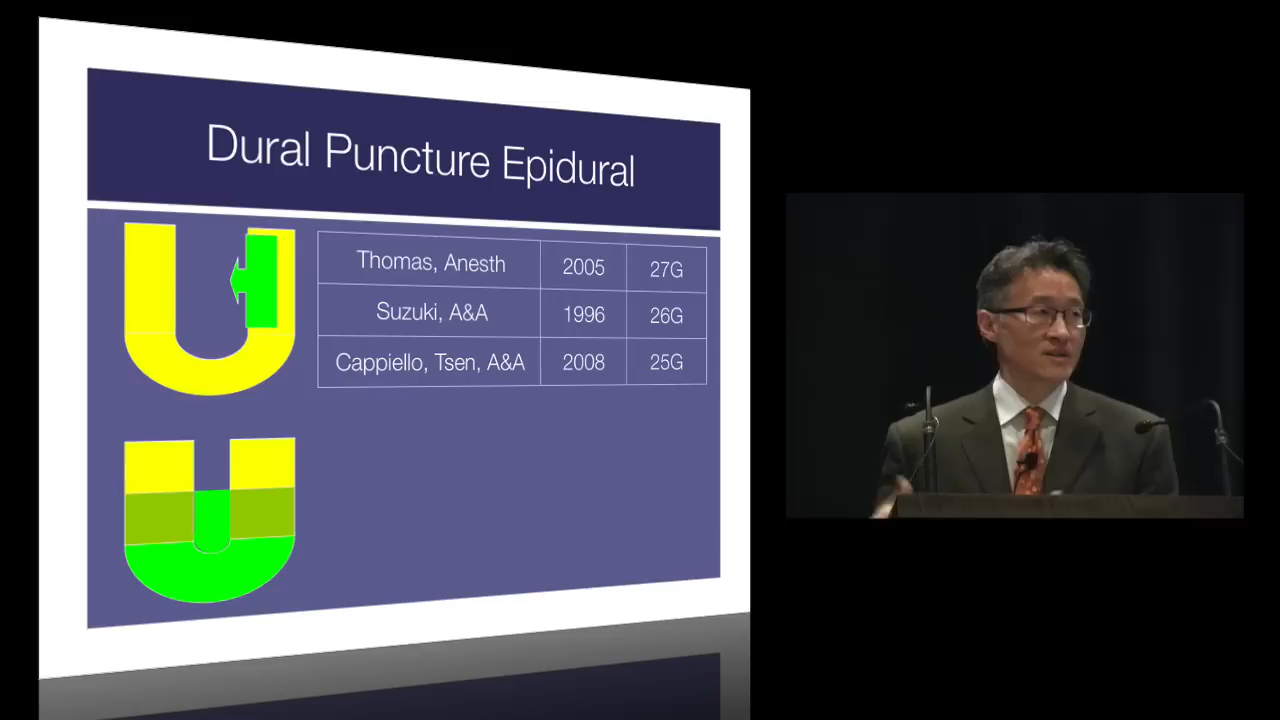 Dural Puncture Epidural
Thomas, Anesth 2005 27G
Suzuki, A&A 1996 26G
Cappiello, Tsen, A&A 2008 25G